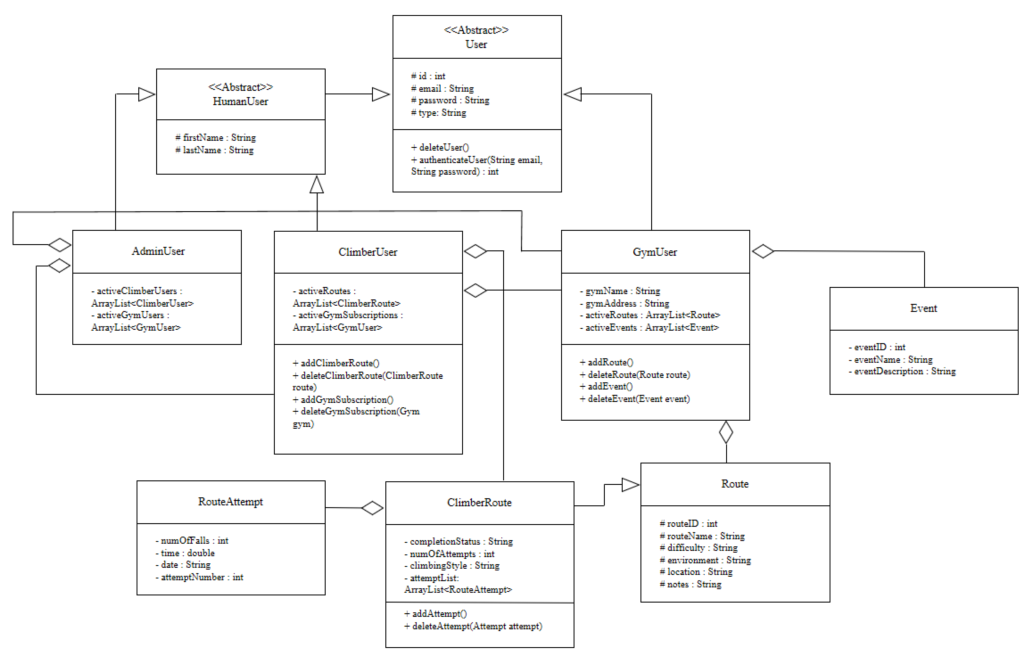 <<Abstract>>
User
# id : int
# email : String
# password : String
# type: String
+ deleteUser()
+ authenticateUser(String email,
String password) : int
<<Abstract>>
HumanUser
# firstName : String
# lastName : String
AdminUser
- activeClimberUsers :
ArrayList<ClimberUser>
- activeGymUsers :
ArrayList<GymUser>
ClimberUser
- activeRoutes :
ArrayList<ClimberRoute>
- activeGymSubscriptions :
ArrayList<GymUser>
+ addClimberRoute()
+ deleteClimberRoute(ClimberRoute
route)
+ addGymSubscription()
+ deleteGymSubscription(Gym
gym)
GymUser
- gymName : String
- gymAddress : String
- activeRoutes : ArrayList<Route>
- activeEvents : ArrayList<Event>
+ addRoute()
+ deleteRoute(Route route)
+ addEvent()
+ deleteEvent(Event event)
Event
- eventID : int
- eventName : String
- eventDescription : String
RouteAttempt
- numOfFalls : int
- time : double
- date : String
- attemptNumber : int
ClimberRoute
- completionStatus : String
- numOfAttempts : int
- climbingStyle : String
- attemptList:
ArrayList<RouteAttempt>
+ addAttempt()
+ deleteAttempt(Attempt attempt)
Route
# routeID : int
# routeName : String
# difficulty : String
# environment : String
# location : String
# notes : String